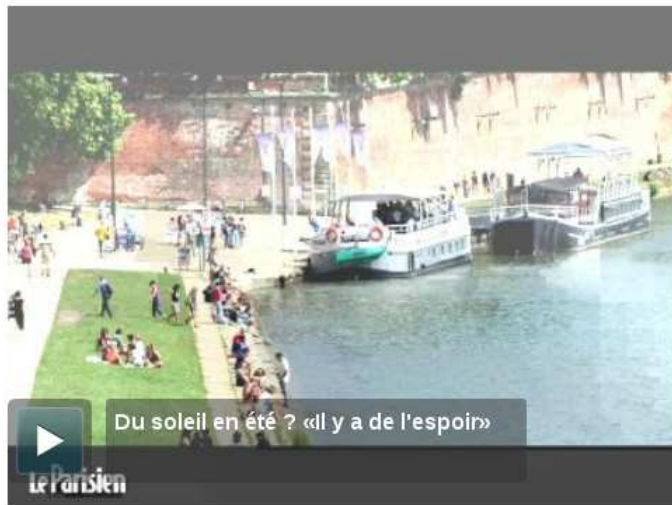 Du soleil en été ? «Il y a de l'espoir»
Le Parisien